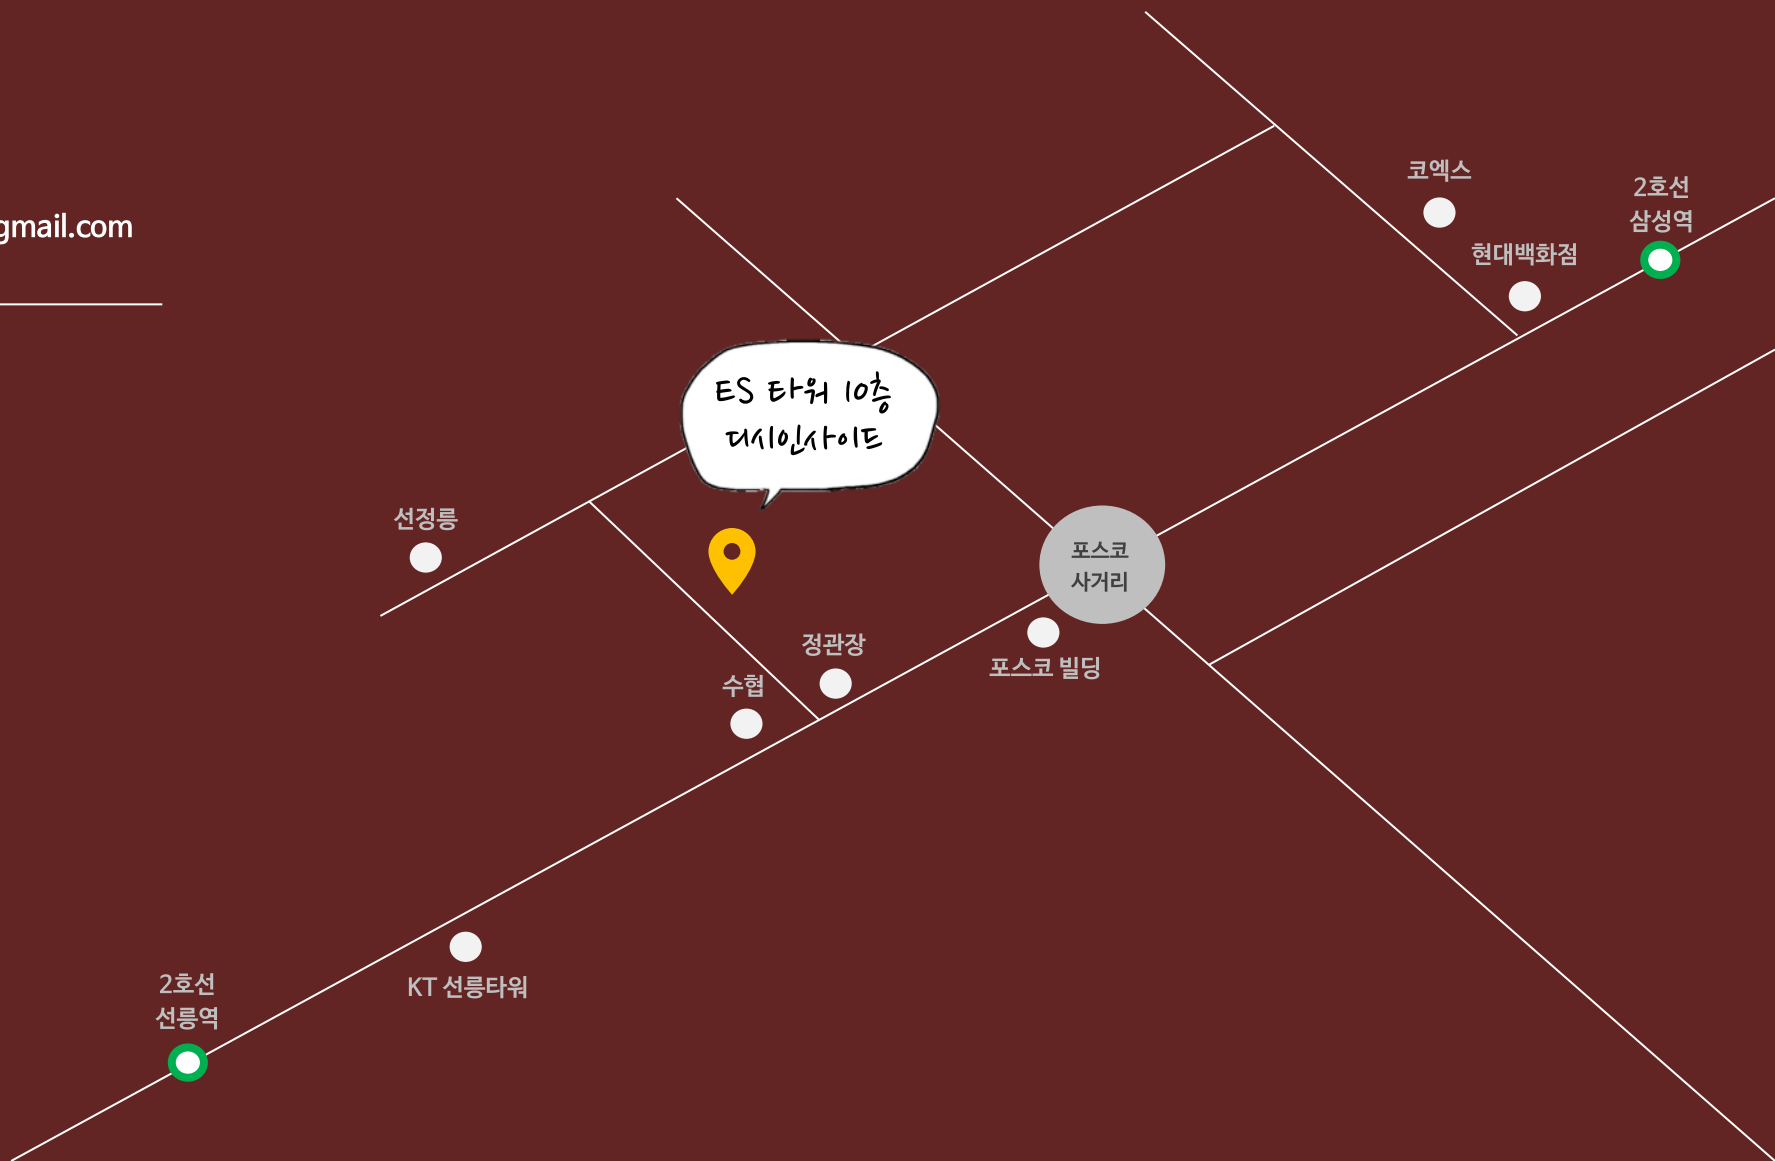 코엑스
2호선
삼성역
gmail.com
현대백화점
ES 타워 10층
디시인사이드
선정릉
포스코
사거리
정관장
포스코 빌딩
수협
2호선
선릉역
KT 선릉타워